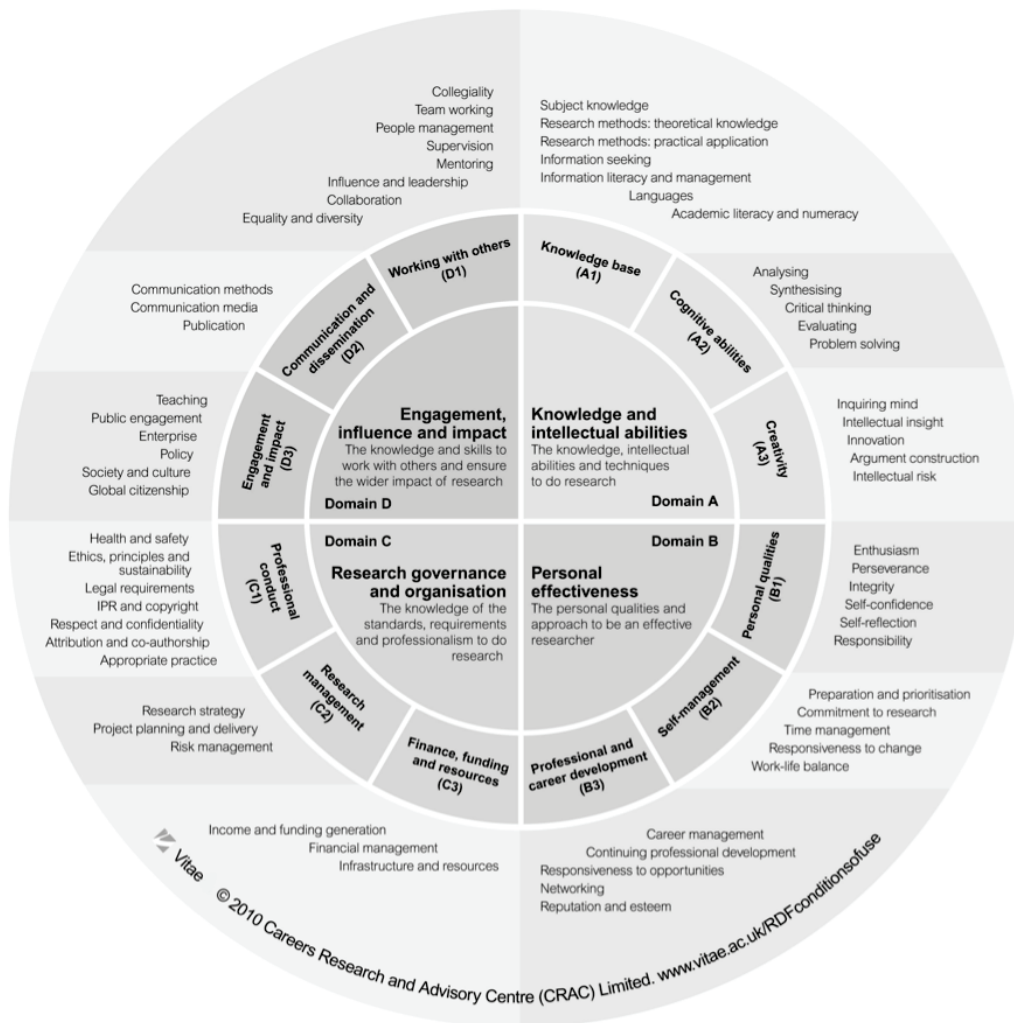 Collegiality
Team working
People management
Supervision
Mentoring
Influence and leadership
Collaboration
Equality and diversity
Subject knowledge
Research methods: theoretical knowledge
Research methods: practical application
Information seeking
Information literacy and management
Languages
Academic literacy and numeracy
Working with others
(D1)
Knowledge base
(A1)
Communication methods
Communication media
Publication
Communication and
dissemination
(D2)
Cognitive abilities
(A2)
Analysing
Synthesising
Critical thinking
Evaluating
Problem solving
Teaching
Public engagement
Enterprise
Policy
Society and culture
Global citizenship
Engagement
and impact
(D3)
Engagement,
influence and impact
The knowledge and skills to
work with others and ensure
the wider impact of research
Domain D
Knowledge and
intellectual abilities
The knowledge, intellectual
abilities and techniques
to do research
Domain A
Creativity
(A3)
Inquiring mind
Intellectual insight
Innovation
Argument construction
Intellectual risk
Health and safety
Ethics, principles and
sustainability
Legal requirements
IPR and copyright
Respect and confidentiality
Attribution and co-authorship
Appropriate practice
Professional
conduct
(C1)
Domain C
Research governance
and organisation
The knowledge of the
standards, requirements
and professionalism to do
research
Domain B
Personal
effectiveness
The personal qualities and
approach to be an effective
researcher
Personal qualities
(B1)
Enthusiasm
Perseverance
Integrity
Self-confidence
Self-reflection
Responsibility
Research strategy
Project planning and delivery
Risk management
Research
management
(C2)
Self-management
(B2)
Preparation and prioritisation
Commitment to research
Time management
Responsiveness to change
Work-life balance
Finance, funding
and resources
(C3)
Professional and
career development
(B3)
Income and funding generation
Financial management
Infrastructure and resources
Career management
Continuing professional development
Responsiveness to opportunities
Networking
Reputation and esteem
Vitae © 2010 Careers Research and Advisory Centre (CRAC) Limited. www.vitae.ac.uk/RDFconditionsofuse